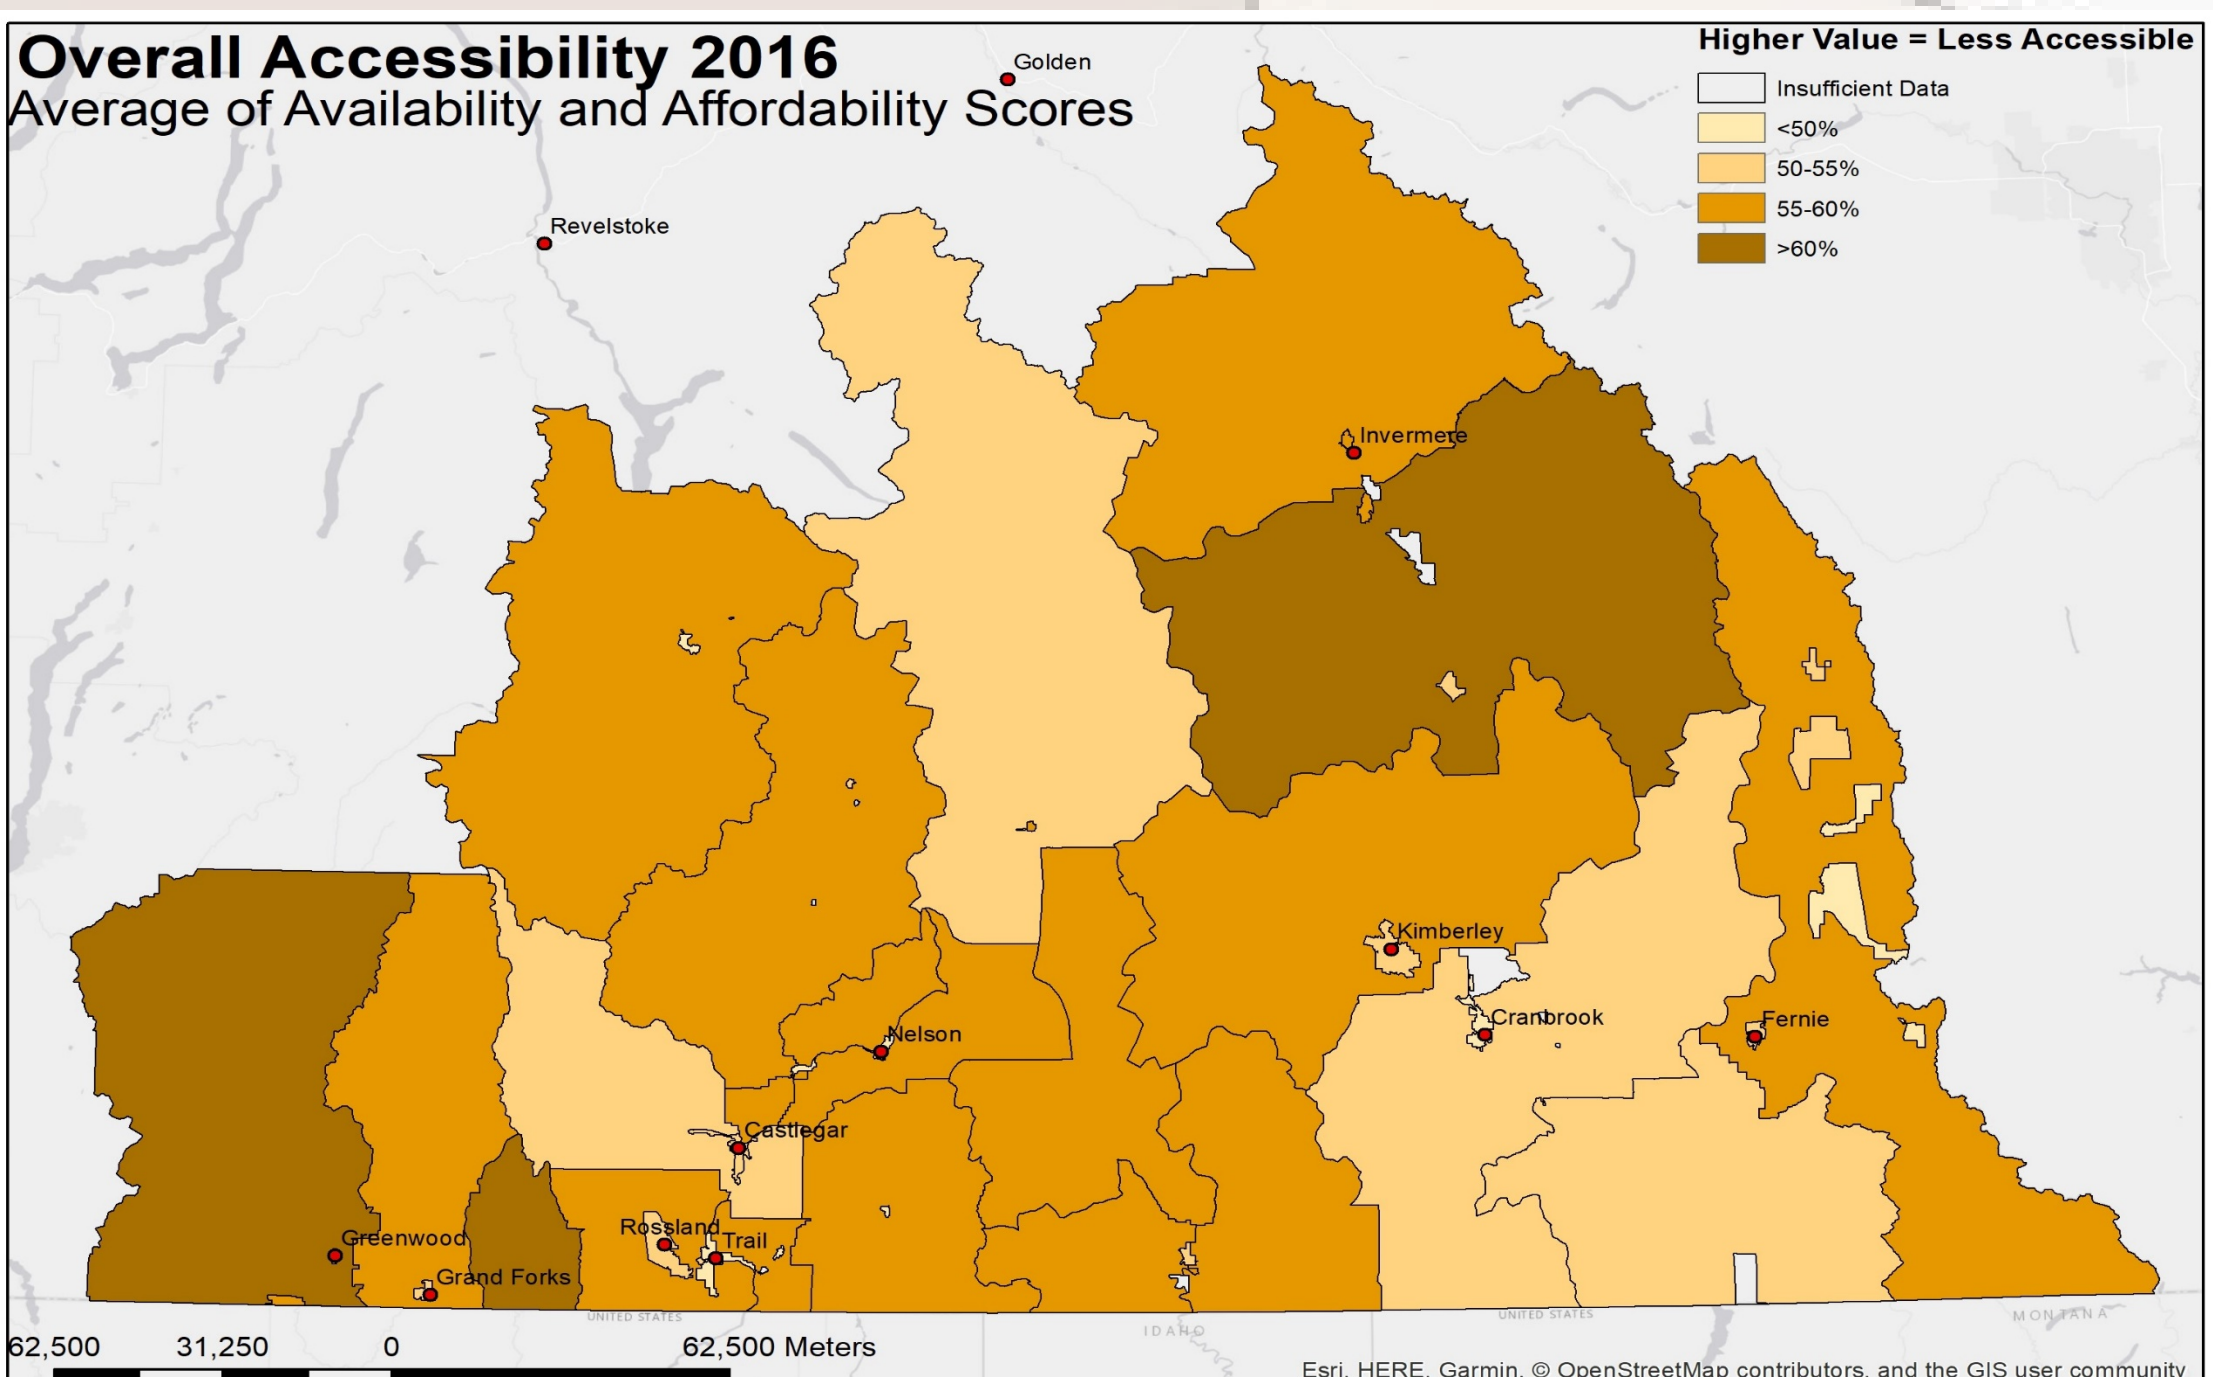 Overall Accessibility 2016
Average of Availability and Affordability Scores
Higher Value = Less Accessible
Insufficient Data
<50%
50-55%
55-60%
>60%
Golden
Revelstoke
Invermere
Kimberley
Cranbrook
Fernie
Nelson
Castlegar
Rossland
Trail
Greenwood
Grand Forks
UNITED STATES
IDAHO
UNITED STATES
MONTANA
62,500 31,250 0 62,500 Meters
Esri, HERE, Garmin, © OpenStreetMap contributors, and the GIS user community